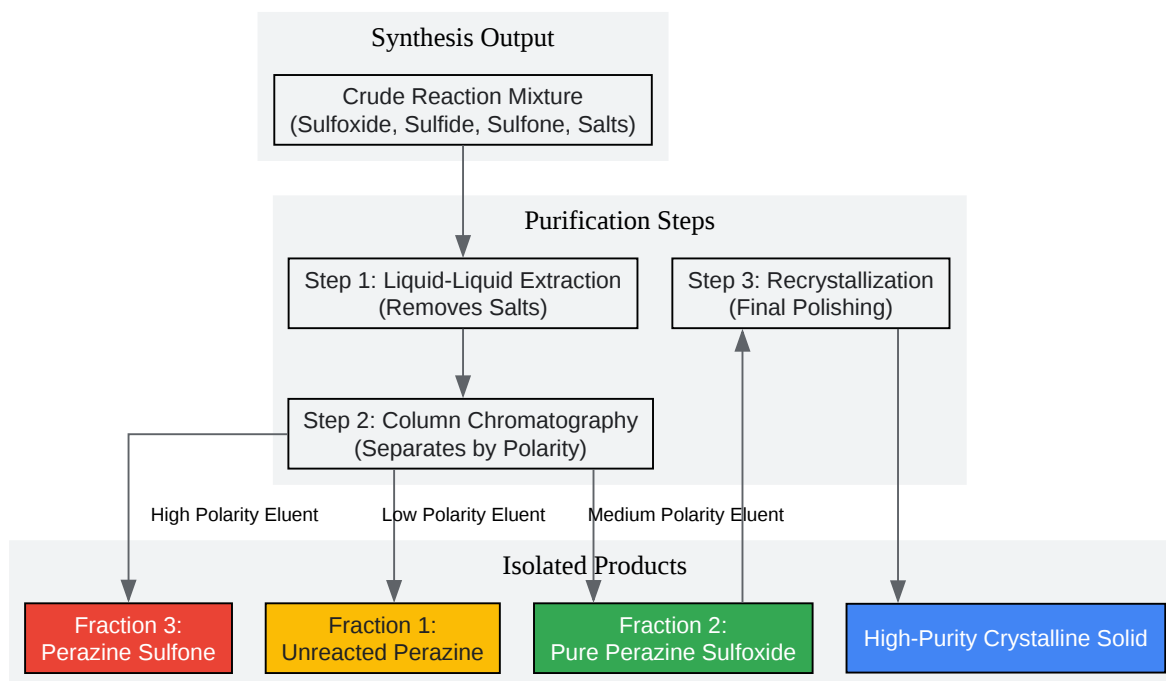 Synthesis Output
Crude Reaction Mixture
(Sulfoxide, Sulfide, Sulfone, Salts)
Purification Steps
Step 1: Liquid-Liquid Extraction
(Removes Salts)
Step 3: Recrystallization
(Final Polishing)
Step 2: Column Chromatography
(Separates by Polarity)
High Polarity Eluent
Low Polarity Eluent
Medium Polarity Eluent
Isolated Products
Fraction 3:
Perazine Sulfone
Fraction 1:
Unreacted Perazine
Fraction 2:
Pure Perazine Sulfoxide
High-Purity Crystalline Solid